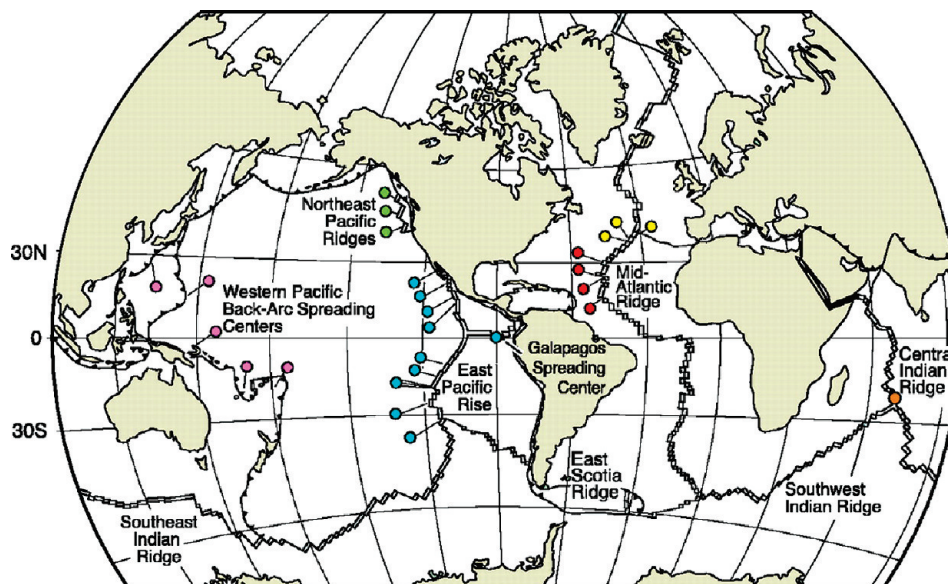 Northeast
Pacific
Ridges
30N
Mid-
Atlantic
Ridge
Western Pacific
Back-Arc Spreading
Centers
0
Galapagos
Spreading
Center
East
Pacific
Rise
Central
Indian
Ridge
30S
East
Scotia
Ridge
Southwest
Indian Ridge
Southeast
Indian
Ridge